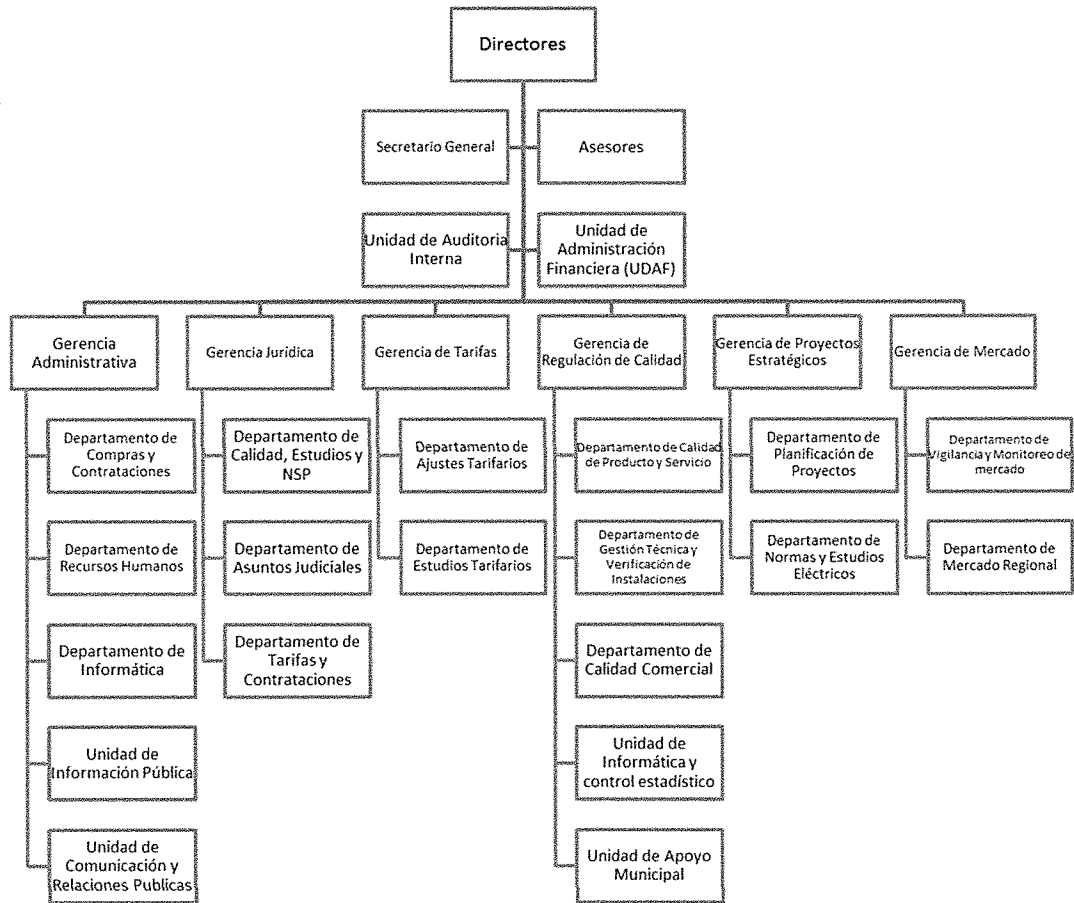 Directores
Secretario General
Asesores
Unidad de Auditoria
Interna
Unidad de
Administración
Financiera (UDAF)
Gerencia
Administrativa
Gerencia Jurídica
Gerencia de Tarifas
Gerencia de
Regulación de Calidad
Gerencia de Proyectos
Estratégicos
Gerencia de Mercado
Departamento de
Compras y
Contrataciones
Departamento de
Recursos Humanos
Departamento de
Informática
Unidad de
Información Pública
Unidad de
Comunicación y
Relaciones Publicas
Departamento de
Calidad, Estudios y
NSP
Departamento de
Asuntos Judiciales
Departamento de
Tarifas y
Contrataciones
Departamento de
Ajustes Tarifarios
Departamento de
Estudios Tarifarios
Departamento de Calidad
de Producto y Servicio
Departamento de
Gestión Técnica y
Verificación de
Instalaciones
Departamento de
Calidad Comercial
Unidad de
Informática y
control estadístico
Unidad de Apoyo
Municipal
Departamento de
Planificación de
Proyectos
Departamento de
Normas y Estudios
Eléctricos
Departamento de
Vigilancia y Monitoreo de
mercado
Departamento de
Mercado Regional